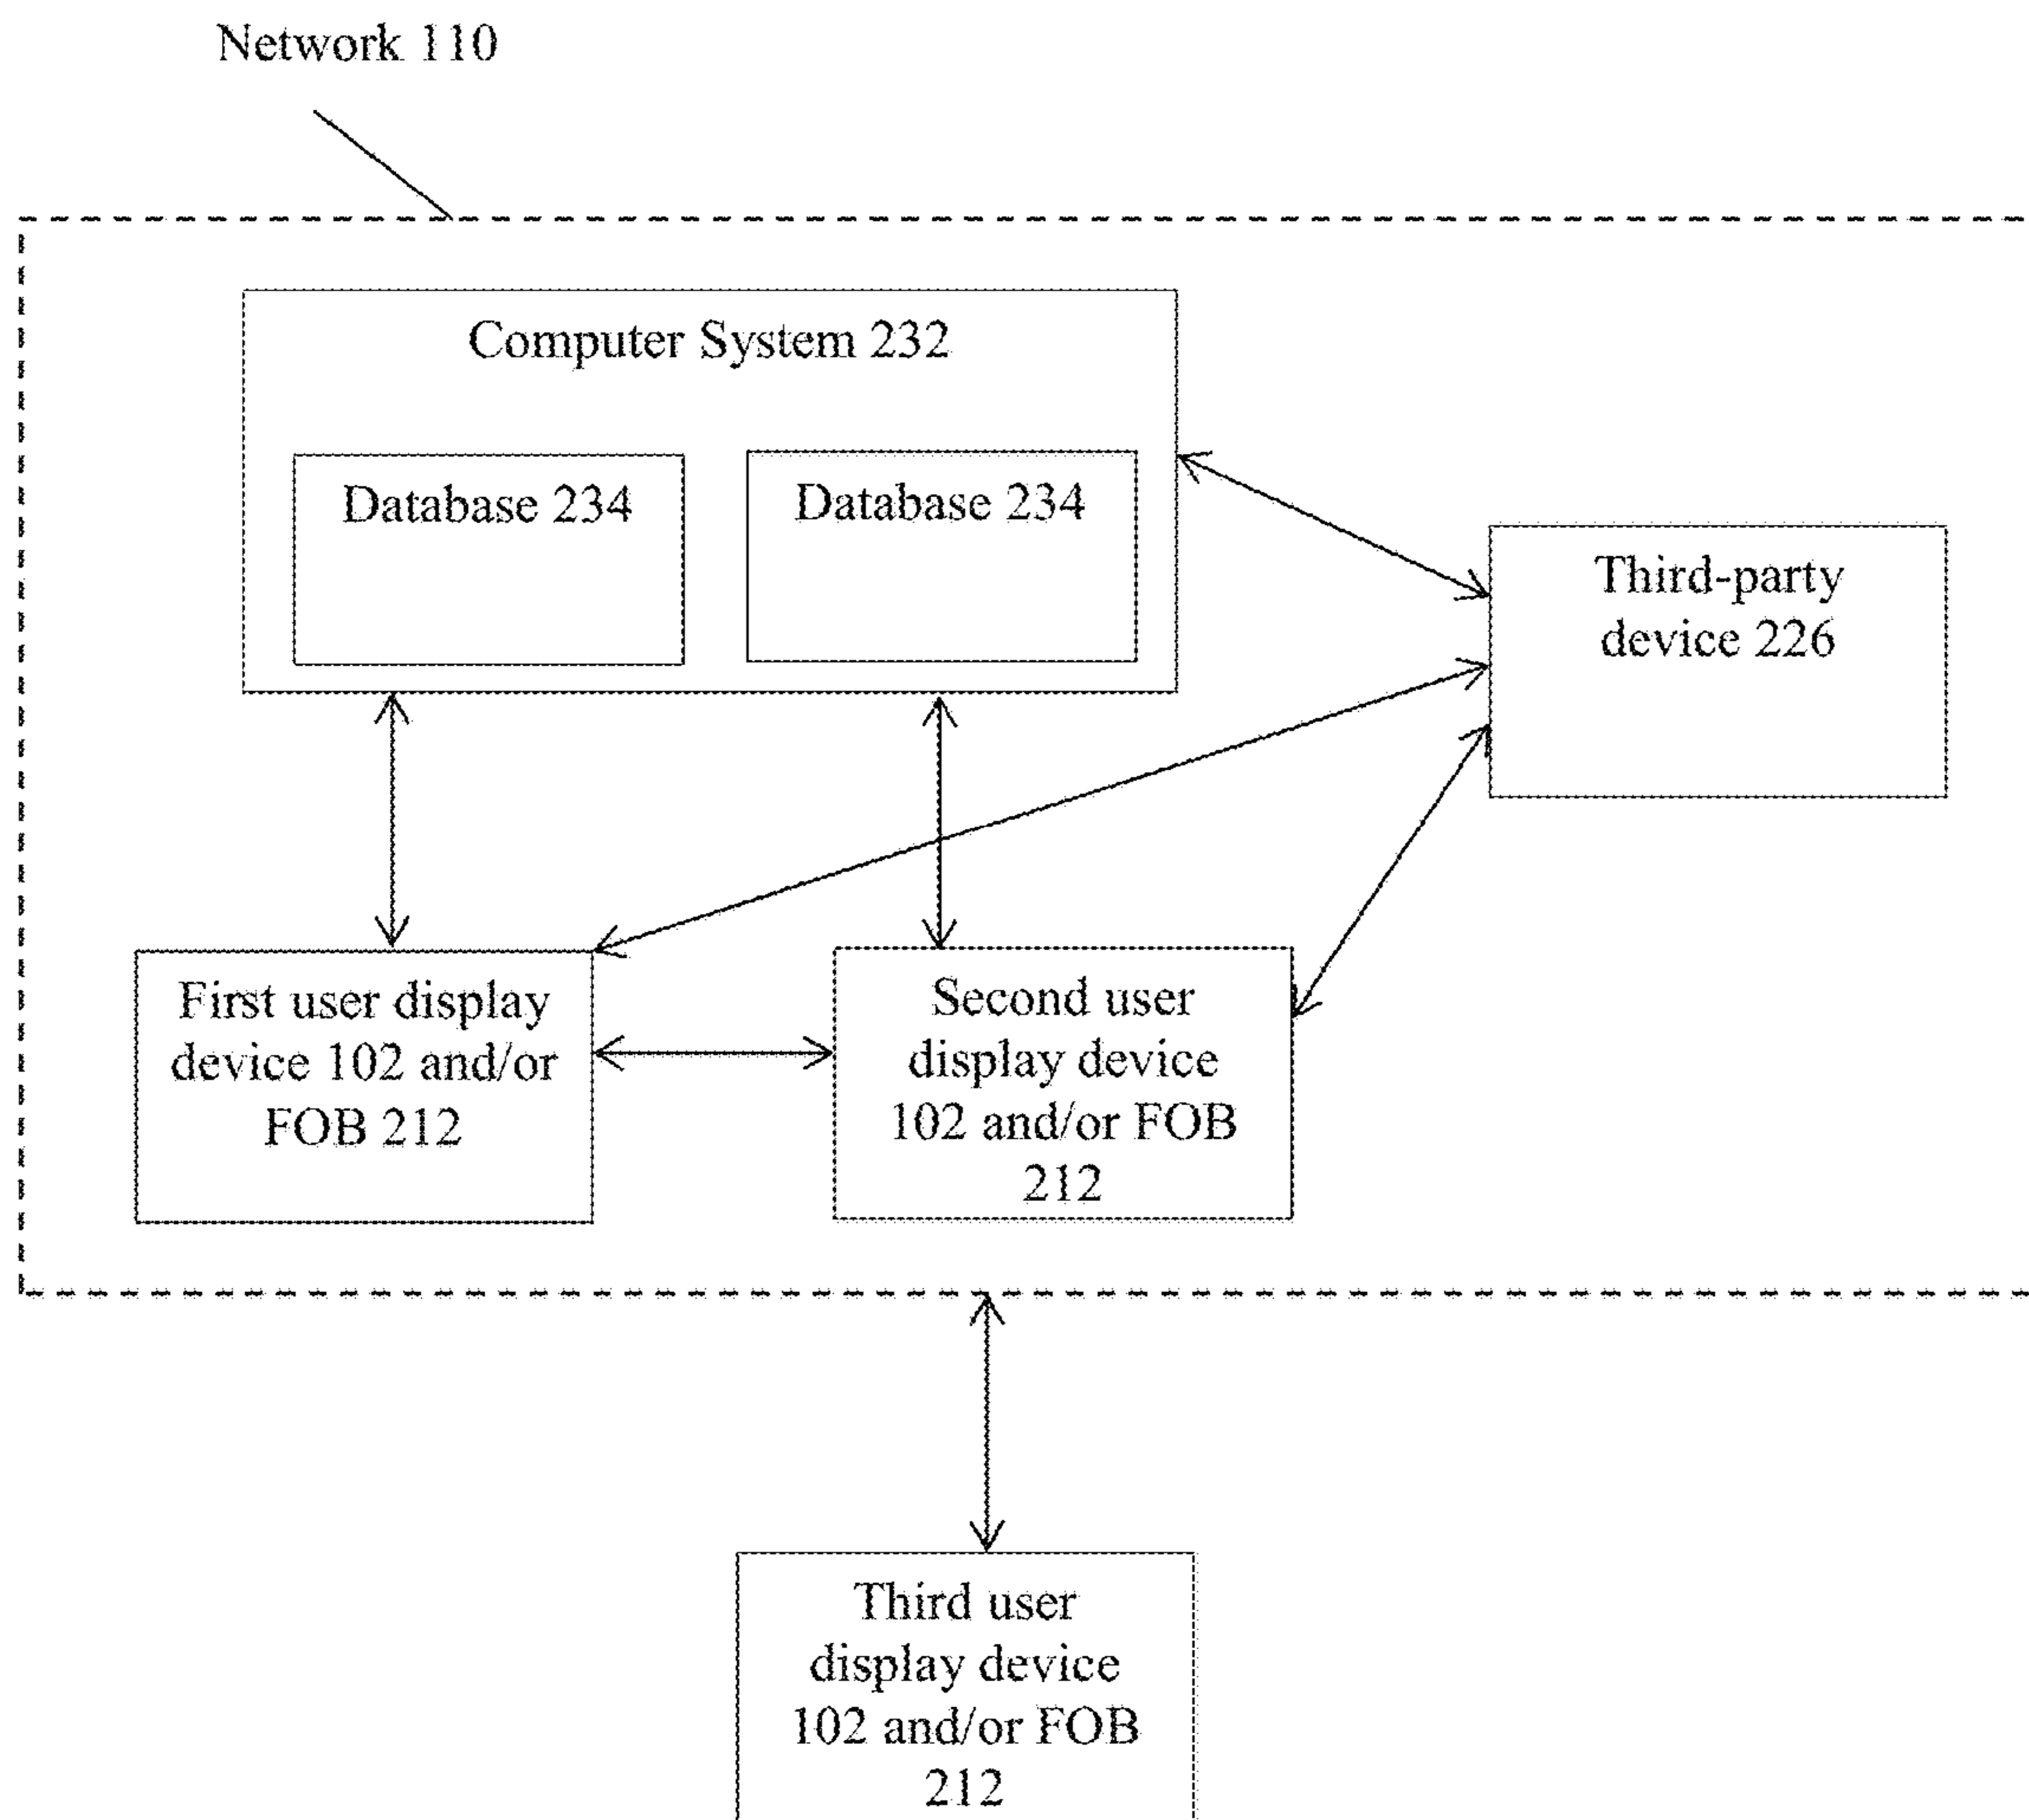 Network 110
Computer System 232
Database 234
Database 234
Third-party
device 226
First user display
device 102 and/or
FOB 212
Second user
display device
102 and/or FOB
212
Third user
display device
102 and/or FOB
212